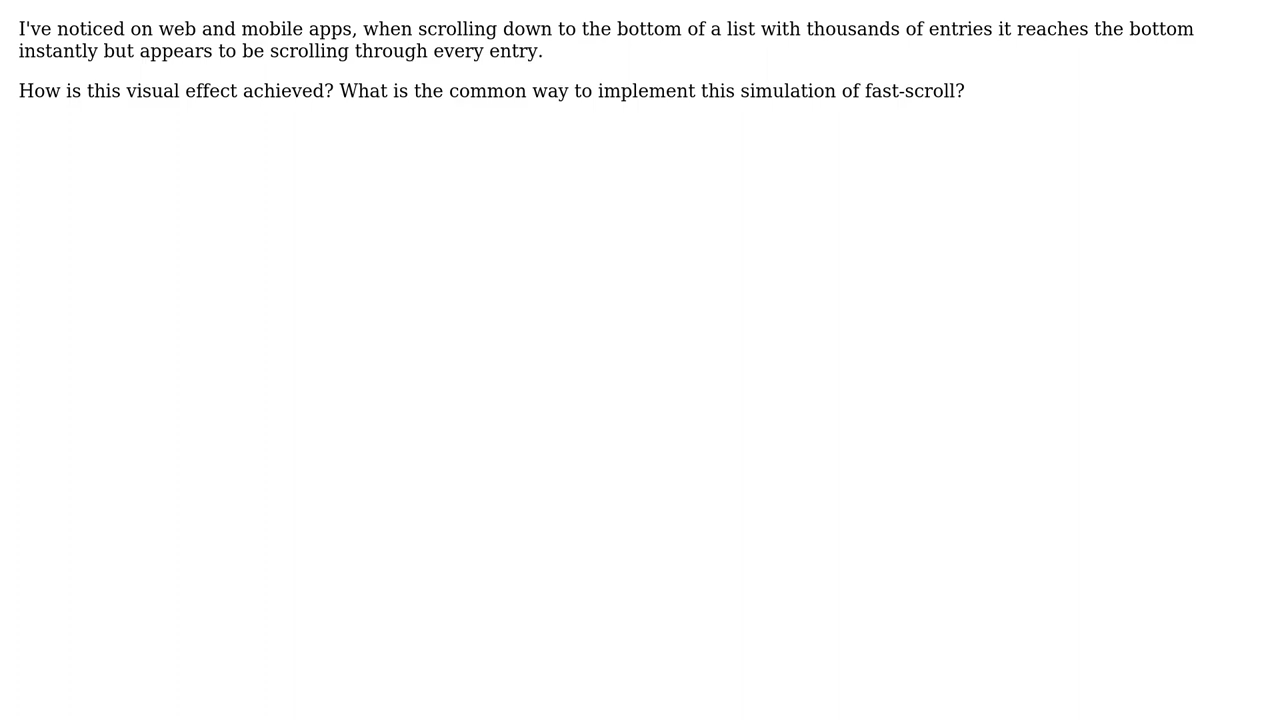 I've noticed on web and mobile apps, when scrolling down to the bottom of a list with thousands of entries it reaches the bottom
instantly but appears to be scrolling through every entry.
How is this visual effect achieved? What is the common way to implement this simulation of fast-scroll?